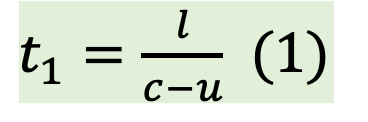 t₁ = l/(c−u) (1)